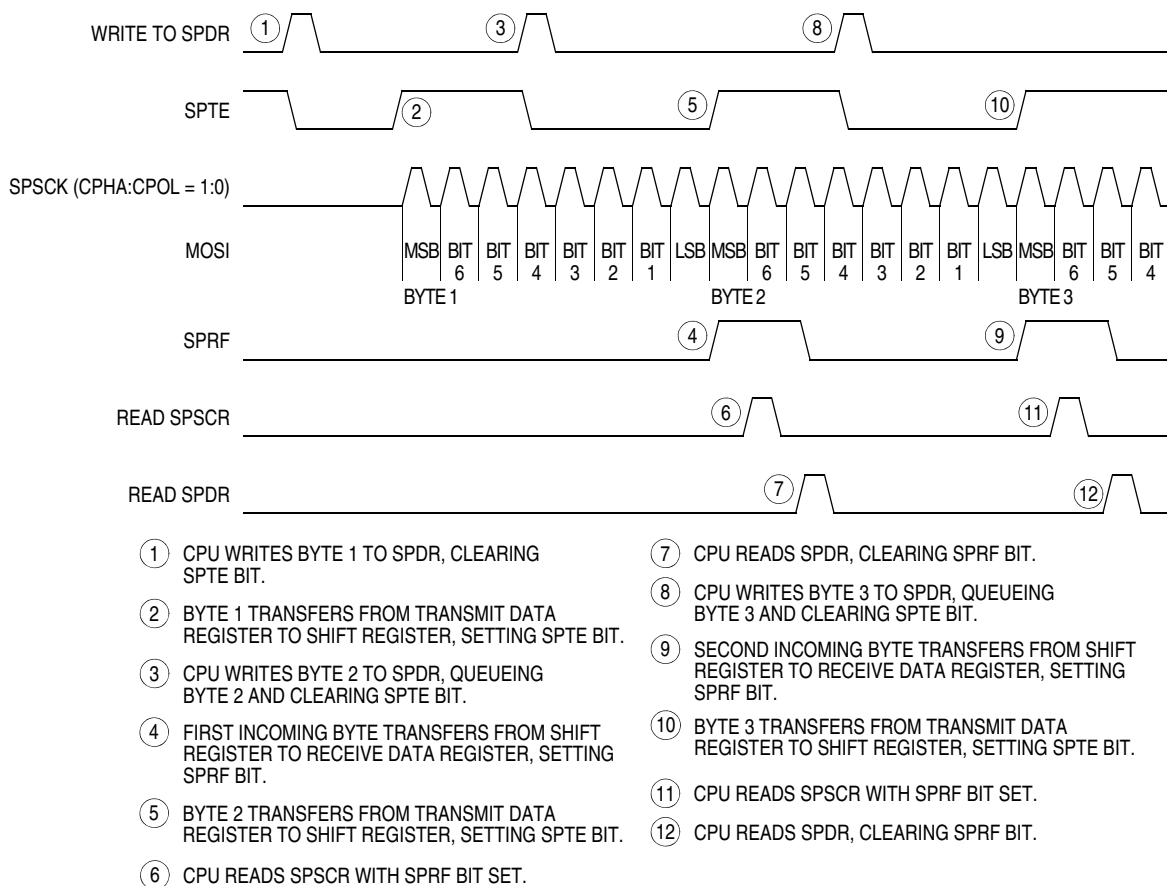 WRITE TO SPDR 1 3 8
SPTE 2 5 10
SPSCK (CPHA:CPOL = 1:0)
MOSI MSB BIT BIT BIT BIT BIT BIT LSB MSB BIT BIT BIT BIT BIT BIT LSB MSB BIT BIT BIT
6 5 4 3 2 1 6 5 4 3 2 1 6 5 4
BYTE 1 BYTE 2 BYTE 3
SPRF 4 9
READ SPSCR 6 11
READ SPDR 7 12
1 CPU WRITES BYTE 1 TO SPDR, CLEARING
SPTE BIT.
2 BYTE 1 TRANSFERS FROM TRANSMIT DATA
REGISTER TO SHIFT REGISTER, SETTING SPTE BIT.
3 CPU WRITES BYTE 2 TO SPDR, QUEUEING
BYTE 2 AND CLEARING SPTE BIT.
4 FIRST INCOMING BYTE TRANSFERS FROM SHIFT
REGISTER TO RECEIVE DATA REGISTER, SETTING
SPRF BIT.
5 BYTE 2 TRANSFERS FROM TRANSMIT DATA
REGISTER TO SHIFT REGISTER, SETTING SPTE BIT.
6 CPU READS SPSCR WITH SPRF BIT SET.
7 CPU READS SPDR, CLEARING SPRF BIT.
8 CPU WRITES BYTE 3 TO SPDR, QUEUEING
BYTE 3 AND CLEARING SPTE BIT.
9 SECOND INCOMING BYTE TRANSFERS FROM SHIFT
REGISTER TO RECEIVE DATA REGISTER, SETTING
SPRF BIT.
10 BYTE 3 TRANSFERS FROM TRANSMIT DATA
REGISTER TO SHIFT REGISTER, SETTING SPTE BIT.
11 CPU READS SPSCR WITH SPRF BIT SET.
12 CPU READS SPDR, CLEARING SPRF BIT.